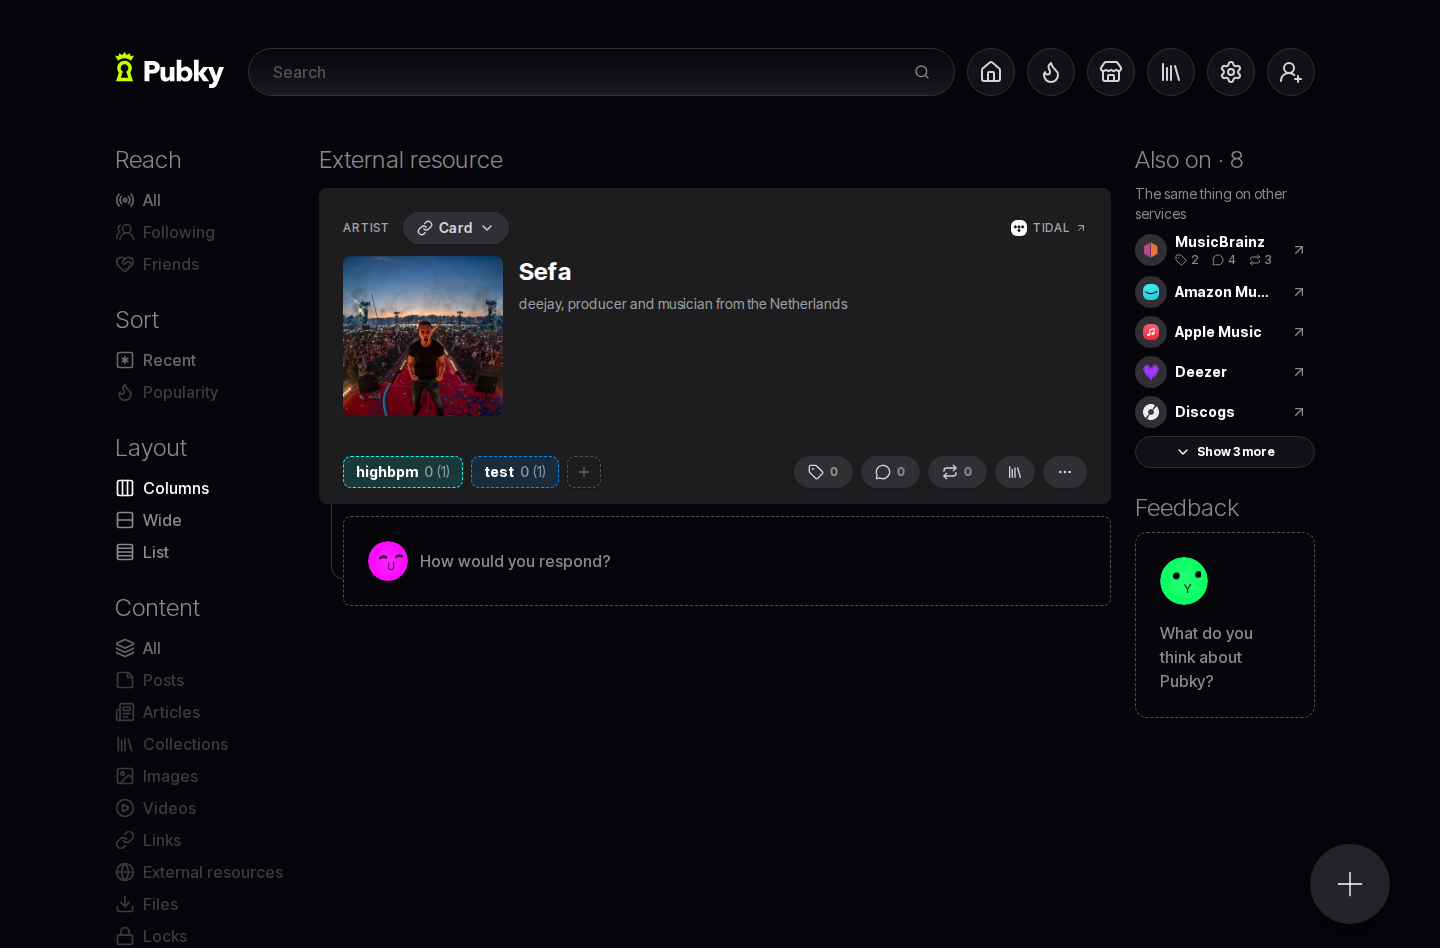 Pubky
Search
Reach
All
Following
Friends
Sort
Recent
Popularity
Layout
Columns
Wide
List
Content
All
Posts
Articles
Collections
Images
Videos
Links
External resources
Files
Locks
External resource
ARTIST
Card
TIDAL
Sefa
deejay, producer and musician from the Netherlands
highbpm 0 (1)
test 0 (1)
0
0
0
How would you respond?
Also on · 8
The same thing on other
services
MusicBrainz
2 4 3
Amazon Mu...
Apple Music
Deezer
Discogs
Show 3 more
Feedback
What do you
think about
Pubky?